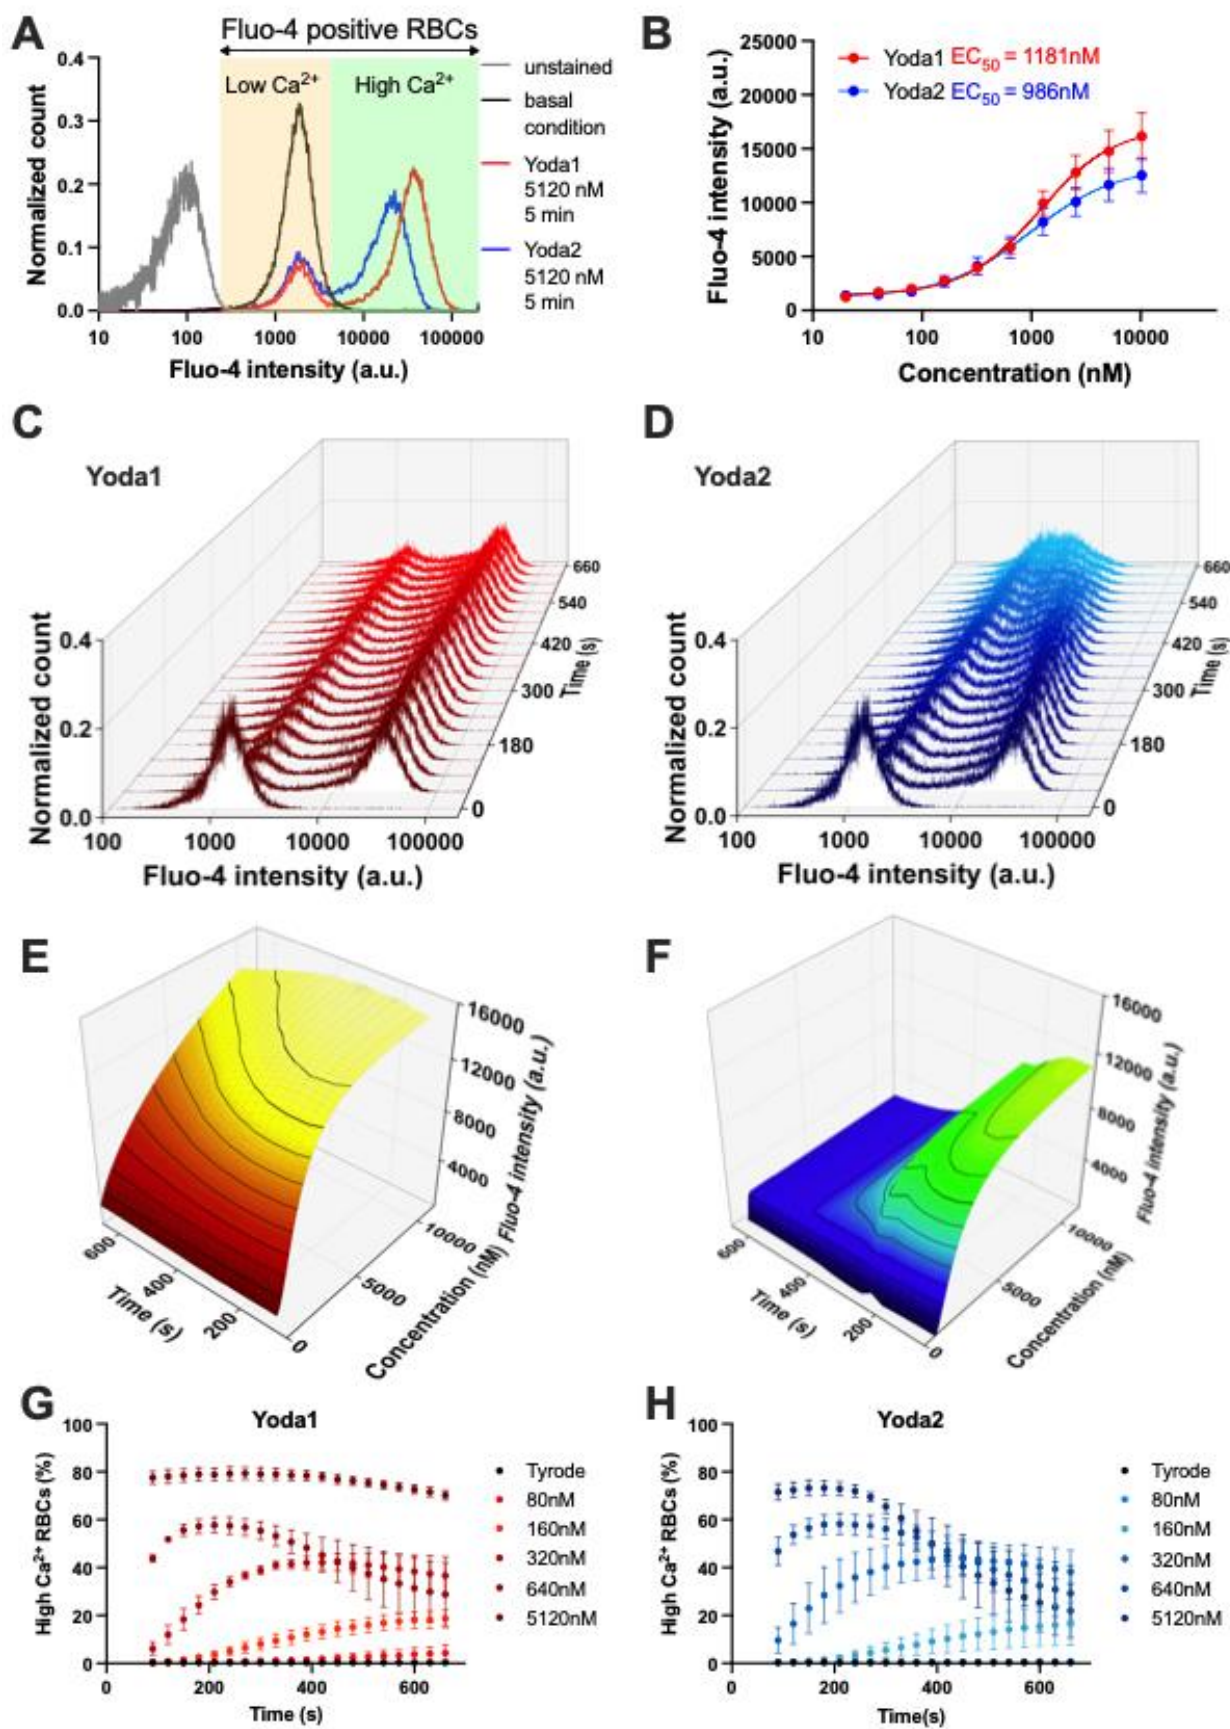 A
Fluo-4 positive RBCs
Low Ca²⁺
High Ca²⁺
Normalized count
0.4
0.3
0.2
0.1
0.0
10
100
1000
10000
100000
Fluo-4 intensity (a.u.)
unstained
basal
condition
Yoda1
5120 nM
5 min
Yoda2
5120 nM
5 min
B
Fluo-4 intensity (a.u.)
25000
20000
15000
10000
5000
0
10
100
1000
10000
Concentration (nM)
Yoda1 EC₅₀ = 1181nM
Yoda2 EC₅₀ = 986nM
C
Yoda1
Normalized count
0.4
0.2
0.0
100
1000
10000
100000
Fluo-4 intensity (a.u.)
660
540
420
300
180
0
Time (s)
D
Yoda2
Normalized count
0.4
0.2
0.0
100
1000
10000
100000
Fluo-4 intensity (a.u.)
660
540
420
300
180
0
Time (s)
E
16000
12000
8000
4000
Fluo-4 intensity (a.u.)
600
400
200
Time (s)
0
5000
10000
Concentration (nM)
F
16000
12000
8000
4000
Fluo-4 intensity (a.u.)
600
400
200
Time (s)
0
5000
10000
Concentration (nM)
G
Yoda1
High Ca²⁺ RBCs (%)
100
80
60
40
20
0
0
200
400
600
Time (s)
Tyrode
80nM
160nM
320nM
640nM
5120nM
H
Yoda2
High Ca²⁺ RBCs (%)
100
80
60
40
20
0
0
200
400
600
Time(s)
Tyrode
80nM
160nM
320nM
640nM
5120nM